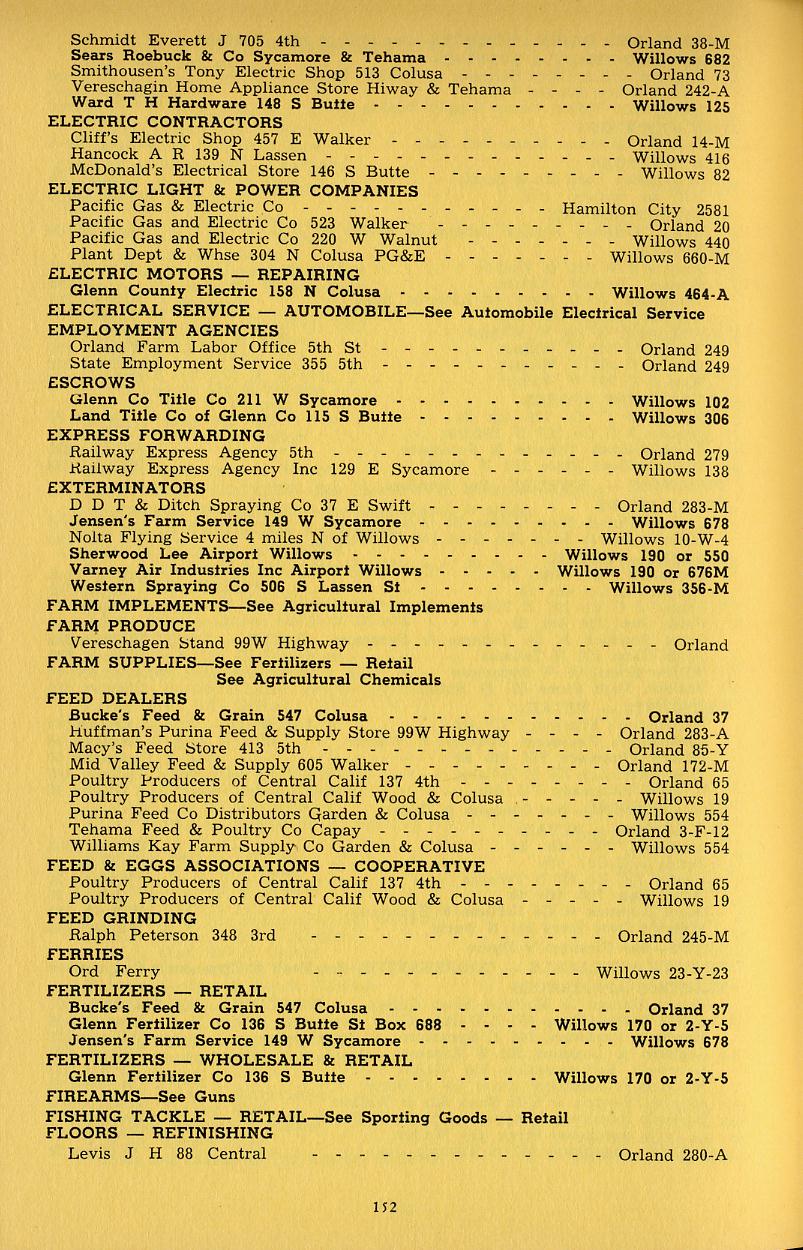 Schmidt Everett J 705 4th - - - - - - - - - - - - - Orland 38-M
Sears Roebuck & Co Sycamore & Tehama - - - - - - - - Willows 682
Smithousen's Tony Electric Shop 513 Colusa - - - - - - - - Orland 73
Vereschagin Home Appliance Store Hiway & Tehama - - - - Orland 242-A
Ward T H Hardware 148 S Butte - - - - - - - - - - - Willows 125
ELECTRIC CONTRACTORS
Cliff's Electric Shop 457 E Walker - - - - - - - - - - Orland 14-M
Hancock A R 139 N Lassen - - - - - - - - - - - - - Willows 416
McDonald's Electrical Store 146 S Butte - - - - - - - - Willows 82
ELECTRIC LIGHT & POWER COMPANIES
Pacific Gas & Electric Co - - - - - - - - - - - Hamilton City 2581
Pacific Gas and Electric Co 523 Walker - - - - - - - - - Orland 20
Pacific Gas and Electric Co 220 W Walnut - - - - - - - Willows 440
Plant Dept & Whse 304 N Colusa PG&E - - - - - - - Willows 660-M
ELECTRIC MOTORS — REPAIRING
Glenn County Electric 158 N Colusa - - - - - - - - - Willows 464-A
ELECTRICAL SERVICE — AUTOMOBILE—See Automobile Electrical Service
EMPLOYMENT AGENCIES
Orland Farm Labor Office 5th St - - - - - - - - - - - Orland 249
State Employment Service 355 5th - - - - - - - - - - - Orland 249
ESCROWS
Glenn Co Title Co 211 W Sycamore - - - - - - - - - - Willows 102
Land Title Co of Glenn Co 115 S Butte - - - - - - - - - Willows 306
EXPRESS FORWARDING
Railway Express Agency 5th - - - - - - - - - - - - - Orland 279
Railway Express Agency Inc 129 E Sycamore - - - - - - Willows 138
EXTERMINATORS
D D T & Ditch Spraying Co 37 E Swift - - - - - - - - Orland 283-M
Jensen's Farm Service 149 W Sycamore - - - - - - - - - Willows 678
Nolta Flying Service 4 miles N of Willows - - - - - - - Willows 10-W-4
Sherwood Lee Airport Willows - - - - - - - - - Willows 190 or 550
Varney Air Industries Inc Airport Willows - - - - - Willows 190 or 676M
Western Spraying Co 506 S Lassen St - - - - - - - - Willows 356-M
FARM IMPLEMENTS—See Agricultural Implements
FARM PRODUCE
Vereschagen Stand 99W Highway - - - - - - - - - - - - - - Orland
FARM SUPPLIES—See Fertilizers — Retail
See Agricultural Chemicals
FEED DEALERS
Bucke's Feed & Grain 547 Colusa - - - - - - - - - - - Orland 37
Huffman's Purina Feed & Supply Store 99W Highway - - - - Orland 283-A
Macy's Feed Store 413 5th - - - - - - - - - - - - - Orland 85-Y
Mid Valley Feed & Supply 605 Walker - - - - - - - - - Orland 172-M
Poultry Producers of Central Calif 137 4th - - - - - - - - Orland 65
Poultry Producers of Central Calif Wood & Colusa - - - - - Willows 19
Purina Feed Co Distributors Garden & Colusa - - - - - - - Willows 554
Tehama Feed & Poultry Co Capay - - - - - - - - - - Orland 3-F-12
Williams Kay Farm Supply Co Garden & Colusa - - - - - - Willows 554
FEED & EGGS ASSOCIATIONS — COOPERATIVE
Poultry Producers of Central Calif 137 4th - - - - - - - - Orland 65
Poultry Producers of Central Calif Wood & Colusa - - - - - Willows 19
FEED GRINDING
Ralph Peterson 348 3rd - - - - - - - - - - - - - Orland 245-M
FERRIES
Ord Ferry - - - - - - - - - - - - Willows 23-Y-23
FERTILIZERS — RETAIL
Bucke's Feed & Grain 547 Colusa - - - - - - - - - - - Orland 37
Glenn Fertilizer Co 136 S Butte St Box 688 - - - - Willows 170 or 2-Y-5
Jensen's Farm Service 149 W Sycamore - - - - - - - - - Willows 678
FERTILIZERS — WHOLESALE & RETAIL
Glenn Fertilizer Co 136 S Butte - - - - - - - - Willows 170 or 2-Y-5
FIREARMS—See Guns
FISHING TACKLE — RETAIL—See Sporting Goods — Retail
FLOORS — REFINISHING
Levis J H 88 Central - - - - - - - - - - - - - Orland 280-A
152